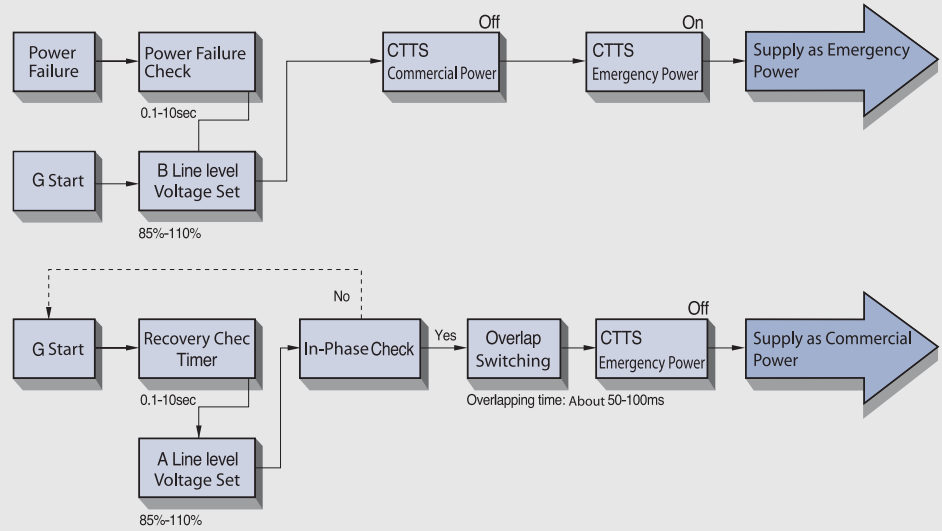 Off
On
Power
Failure
Power Failure
Check
CTTS
Commercial Power
CTTS
Emergency Power
Supply as Emergency
Power
0.1-10sec
G Start
B Line level
Voltage Set
85%-110%
No
Off
G Start
Recovery Chec
Timer
In-Phase Check
Yes
Overlap
Switching
CTTS
Emergency Power
Supply as Commercial
Power
0.1-10sec
Overlapping time: About 50-100ms
A Line level
Voltage Set
85%-110%